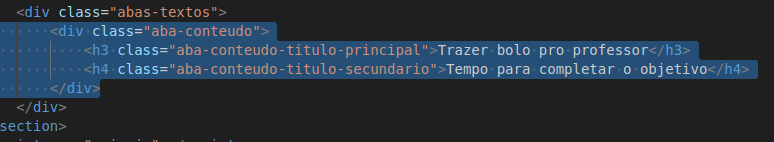 <div class="abas-textos">
<div class="aba-conteudo">
<h3 class="aba-conteudo-titulo-principal">Trazer bolo pro professor</h3>
<h4 class="aba-conteudo-titulo-secundario">Tempo para completar o objetivo</h4>
</div>
</div>
section>